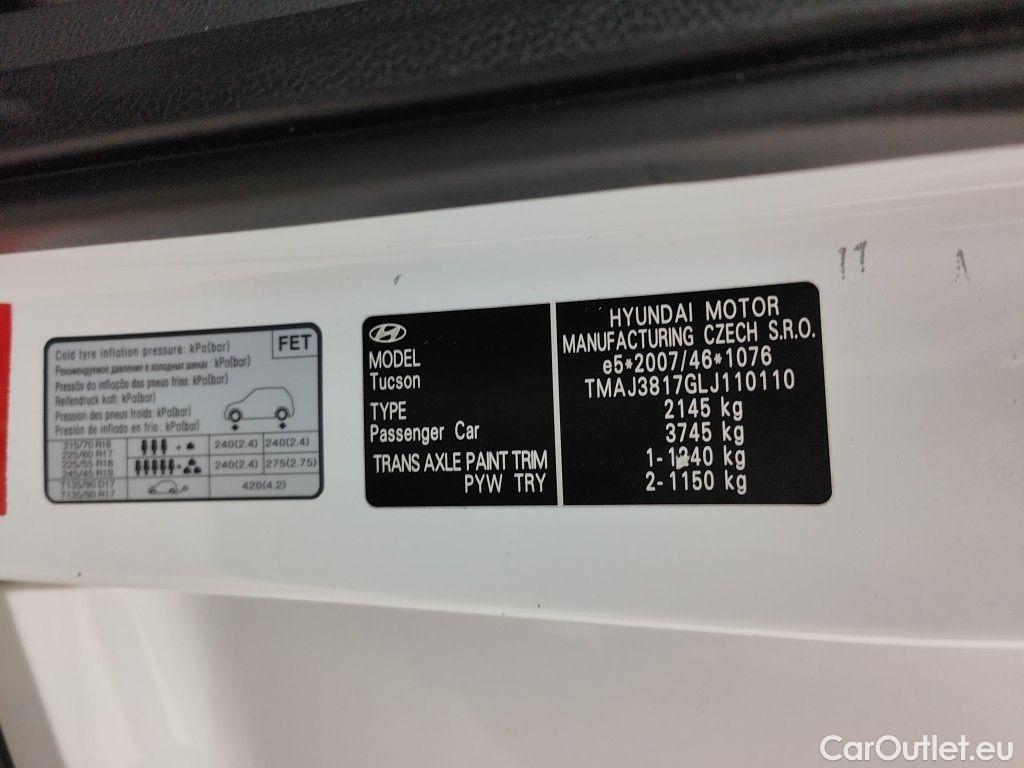 FET
Cold tyre inflation pressure: kPa(bar)
Рекомендуемое давление в холодных шинах : kPa(bar)
Pressão do inflação dos pneus frios: kPa(bar)
Reifendruck kalt: kPa(bar)
Pression des pneus froids: kPa(bar)
Presión de inflado en frío : kPa(bar)
215/70 R16
225/60 R17
225/55 R18
245/45 R19
240(2.4) 240(2.4)
240(2.4) 275(2.75)
T135/90 D17
T135/90 R17
420(4.2)
MODEL
Tucson
TYPE
Passenger Car
TRANS AXLE PAINT TRIM
PYW TRY
HYUNDAI MOTOR
MANUFACTURING CZECH S.R.O.
e5*2007/46*1076
TMAJ3817GLJ110110
2145 kg
3745 kg
1-1240 kg
2-1150 kg
CarOutlet.eu